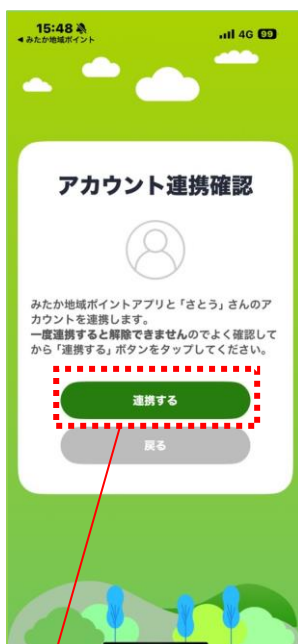 15:48
4G 99
◀ みたか地域ポイント
アカウント連携確認
みたか地域ポイントアプリと「さとう」さんのア
カウントを連携します。
一度連携すると解除できませんのでよく確認して
から「連携する」ボタンをタップしてください。
連携する
戻る